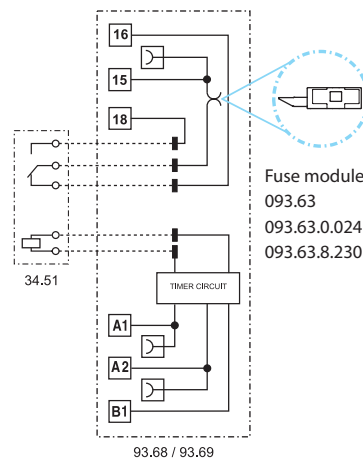 16
15
18
Fuse module
093.63
093.63.0.024
093.63.8.230
34.51
TIMER CIRCUIT
A1
A2
B1
93.68 / 93.69